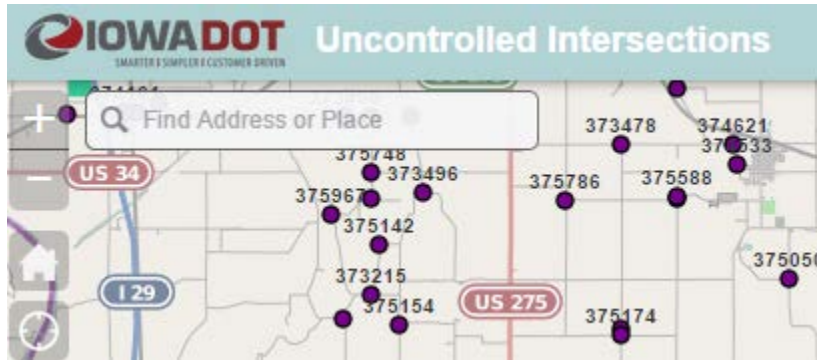 IOWADOT Uncontrolled Intersections
SMARTER I SIMPLER I CUSTOMER DRIVEN
Find Address or Place
373478 374621
375748
US 34 373496 375786 375588
375967
375142
375050
373215
I 29
375154 US 275 375174